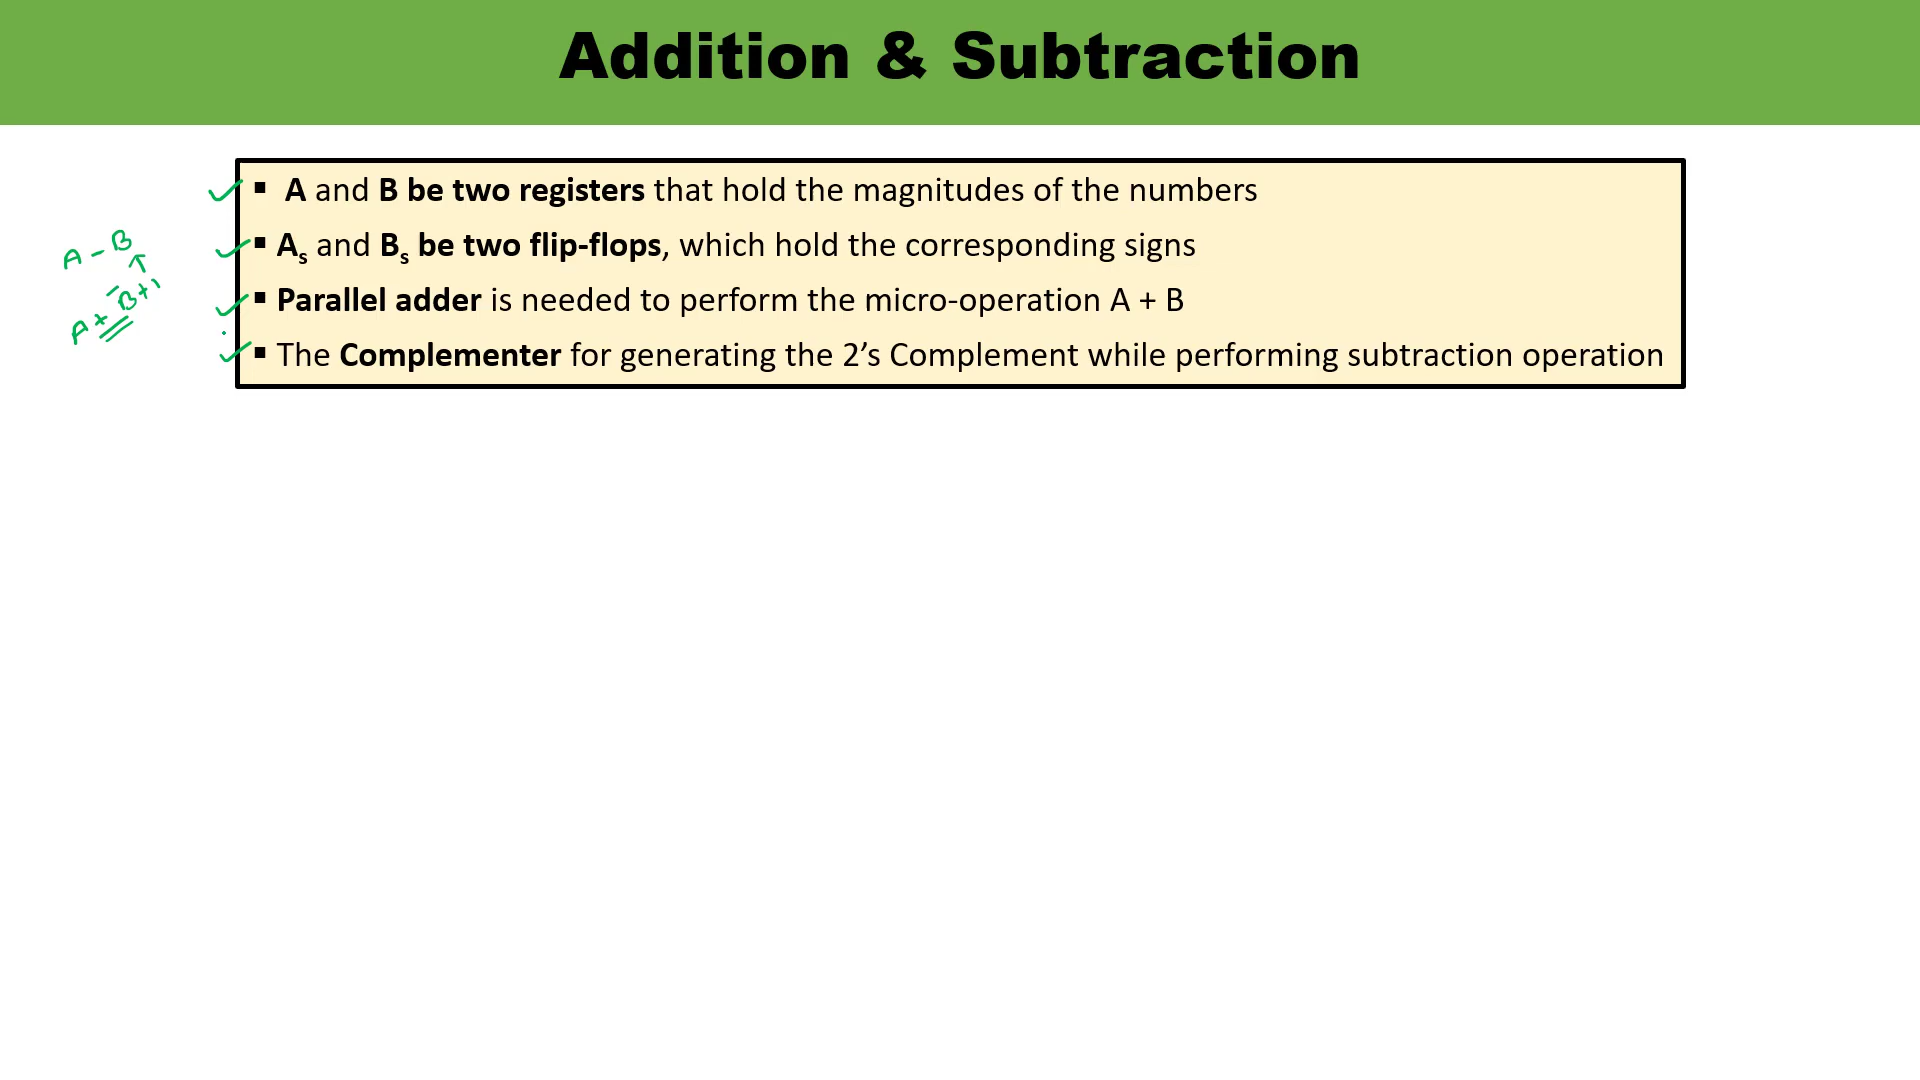 Addition & Subtraction
▪ A and B be two registers that hold the magnitudes of the numbers
▪ As and Bs be two flip-flops, which hold the corresponding signs
▪ Parallel adder is needed to perform the micro-operation A + B
▪ The Complementer for generating the 2’s Complement while performing subtraction operation
A - B
↑
A + B̅ + 1